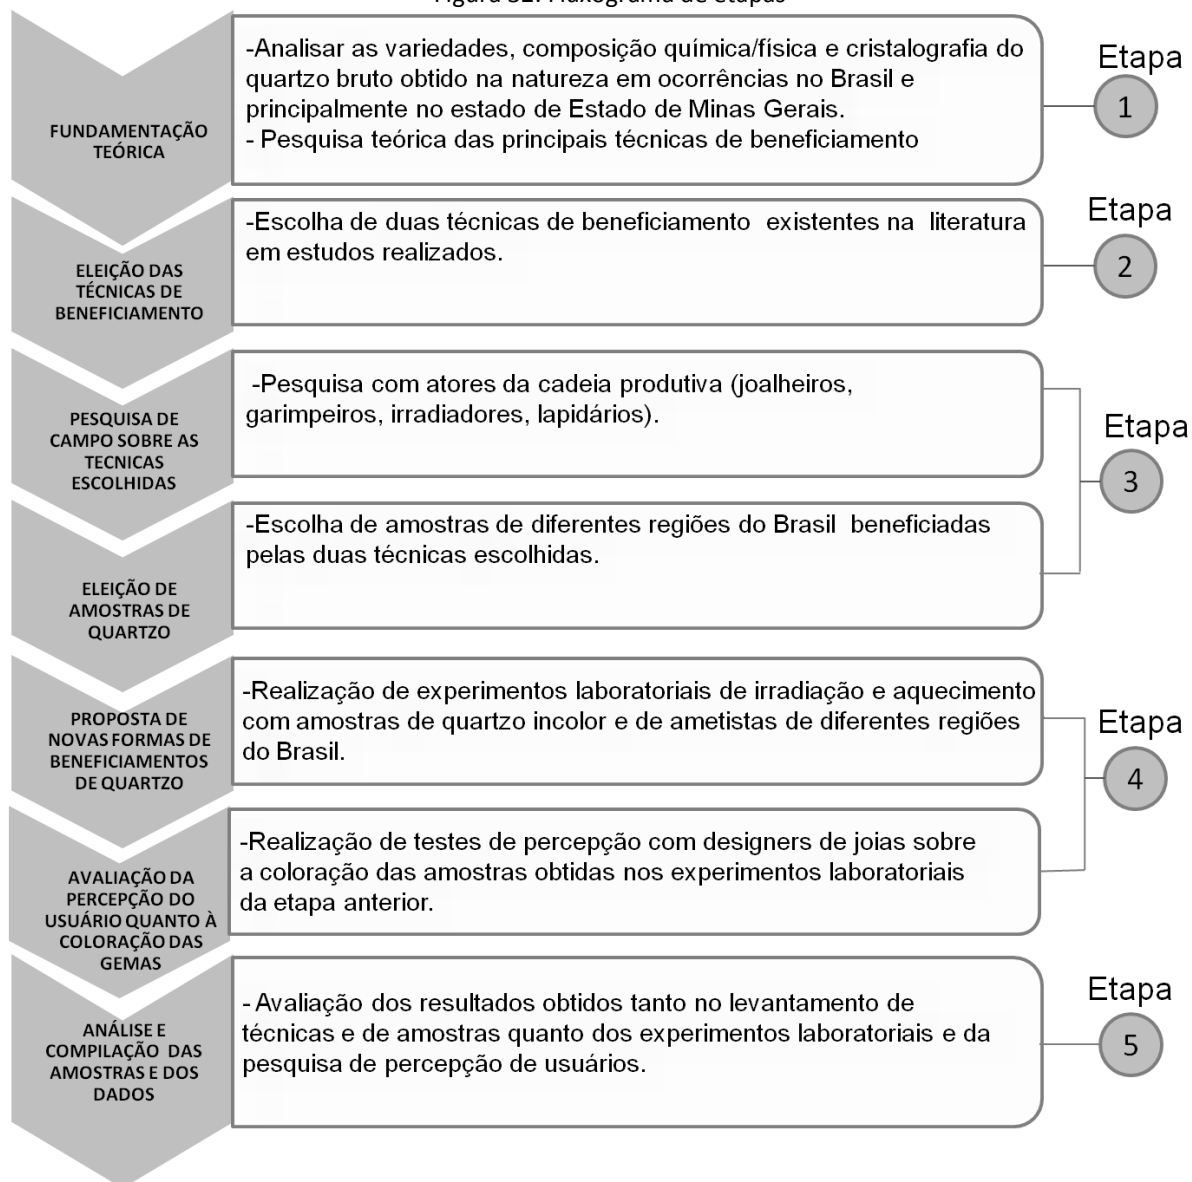 Figura 32: Fluxograma de etapas
FUNDAMENTAÇÃO
TEÓRICA
-Analisar as variedades, composição química/física e cristalografia do
quartzo bruto obtido na natureza em ocorrências no Brasil e
principalmente no estado de Estado de Minas Gerais.
- Pesquisa teórica das principais técnicas de beneficiamento
Etapa
1
ELEIÇÃO DAS
TÉCNICAS DE
BENEFICIAMENTO
-Escolha de duas técnicas de beneficiamento existentes na literatura
em estudos realizados.
Etapa
2
PESQUISA DE
CAMPO SOBRE AS
TECNICAS
ESCOLHIDAS
-Pesquisa com atores da cadeia produtiva (joalheiros,
garimpeiros, irradiadores, lapidários).
Etapa
3
ELEIÇÃO DE
AMOSTRAS DE
QUARTZO
-Escolha de amostras de diferentes regiões do Brasil beneficiadas
pelas duas técnicas escolhidas.
PROPOSTA DE
NOVAS FORMAS DE
BENEFICIAMENTOS
DE QUARTZO
-Realização de experimentos laboratoriais de irradiação e aquecimento
com amostras de quartzo incolor e de ametistas de diferentes regiões
do Brasil.
Etapa
4
AVALIAÇÃO DA
PERCEPÇÃO DO
USUÁRIO QUANTO À
COLORAÇÃO DAS
GEMAS
-Realização de testes de percepção com designers de joias sobre
a coloração das amostras obtidas nos experimentos laboratoriais
da etapa anterior.
ANÁLISE E
COMPILAÇÃO DAS
AMOSTRAS E DOS
DADOS
- Avaliação dos resultados obtidos tanto no levantamento de
técnicas e de amostras quanto dos experimentos laboratoriais e da
pesquisa de percepção de usuários.
Etapa
5